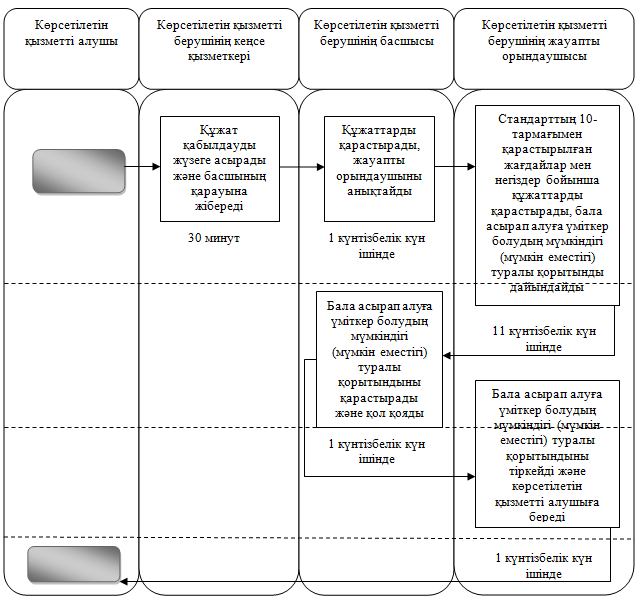 Көрсетілетін
қызметті алушы
Көрсетілетін қызметті
берушінің кеңсе
қызметкері
Көрсетілетін қызметті
берушінің басшысы
Көрсетілетін қызметті
берушінің жауапты
орындаушысы
Құжат
қабылдауды
жүзеге асырады
және басшының
қарауына
жібереді
30 минут
Құжаттарды
қарастырады,
жауапты
орындаушыны
анықтайды
1 күнтізбелік күн
ішінде
Стандарттың 10-
тармағымен
қарастырылған
жағдайлар мен
негіздер бойынша
құжаттарды
қарастырады, бала
асырап алуға үміткер
болудың мүмкіндігі
(мүмкін еместігі)
туралы қорытынды
дайындайды
11 күнтізбелік күн
ішінде
Бала асырап алуға
үміткер болудың
мүмкіндігі
(мүмкін еместігі)
туралы
қорытындыны
қарастырады
және қол қояды
1 күнтізбелік күн
ішінде
Бала асырап алуға
үміткер болудың
мүмкіндігі (мүмкін
еместігі) туралы
қорытындыны
тіркейді және
көрсетілетін
қызметті алушыға
береді
1 күнтізбелік күн
ішінде